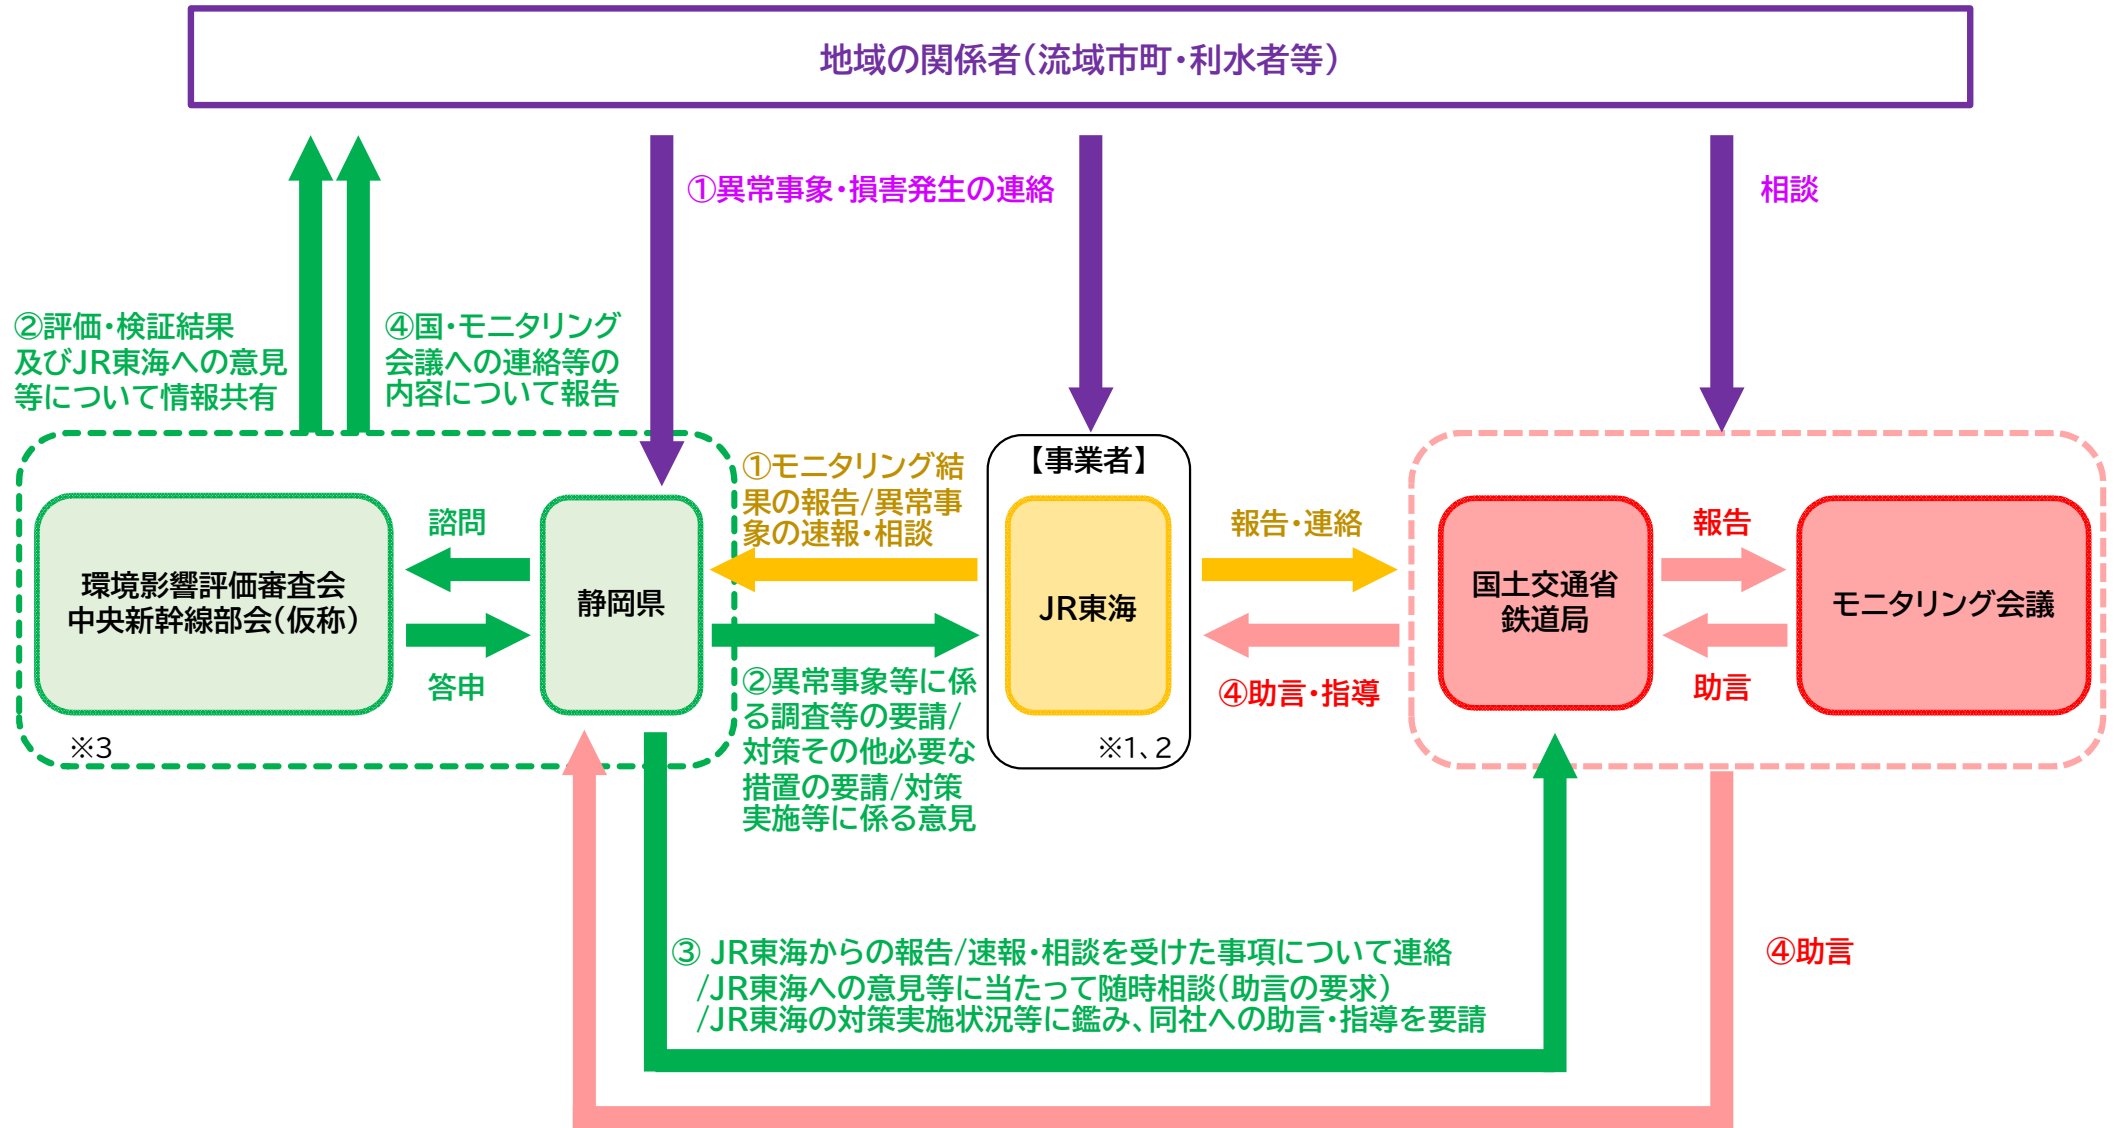 地域の関係者（流域市町・利水者等）
①異常事象・損害発生の連絡
相談
②評価・検証結果
及びJR東海への意見
等について情報共有
④国・モニタリング
会議への連絡等の
内容について報告
環境影響評価審査会
中央新幹線部会（仮称）
諮問
答申
静岡県
※3
①モニタリング結
果の報告/異常事
象の速報・相談
②異常事象等に係
る調査等の要請/
対策その他必要な
措置の要請/対策
実施等に係る意見
【事業者】
JR東海
※1、2
報告・連絡
④助言・指導
国土交通省
鉄道局
報告
助言
モニタリング会議
③ JR東海からの報告/速報・相談を受けた事項について連絡
/JR東海への意見等に当たって随時相談（助言の要求）
/JR東海の対策実施状況等に鑑み、同社への助言・指導を要請
④助言